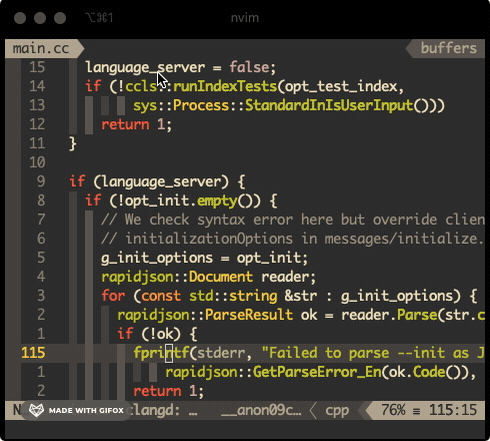 ⌥⌘1 nvim
main.cc buffers
15 language_server = false;
14 if (!ccls::runIndexTests(opt_test_index,
13 sys::Process::StandardInIsUserInput()))
12 return 1;
11 }
10
9 if (language_server) {
8 if (!opt_init.empty()) {
7 // We check syntax error here but override clien
6 // initializationOptions in messages/initialize.
5 g_init_options = opt_init;
4 rapidjson::Document reader;
3 for (const std::string &str : g_init_options) {
2 rapidjson::ParseResult ok = reader.Parse(str.c
1 if (!ok) {
115 fprintf(stderr, "Failed to parse --init as J
1 rapidjson::GetParseError_En(ok.Code()),
2 return 1;
N MADE WITH GIFOX clangd: … __anon09c… cpp 76% ≡ 115:15